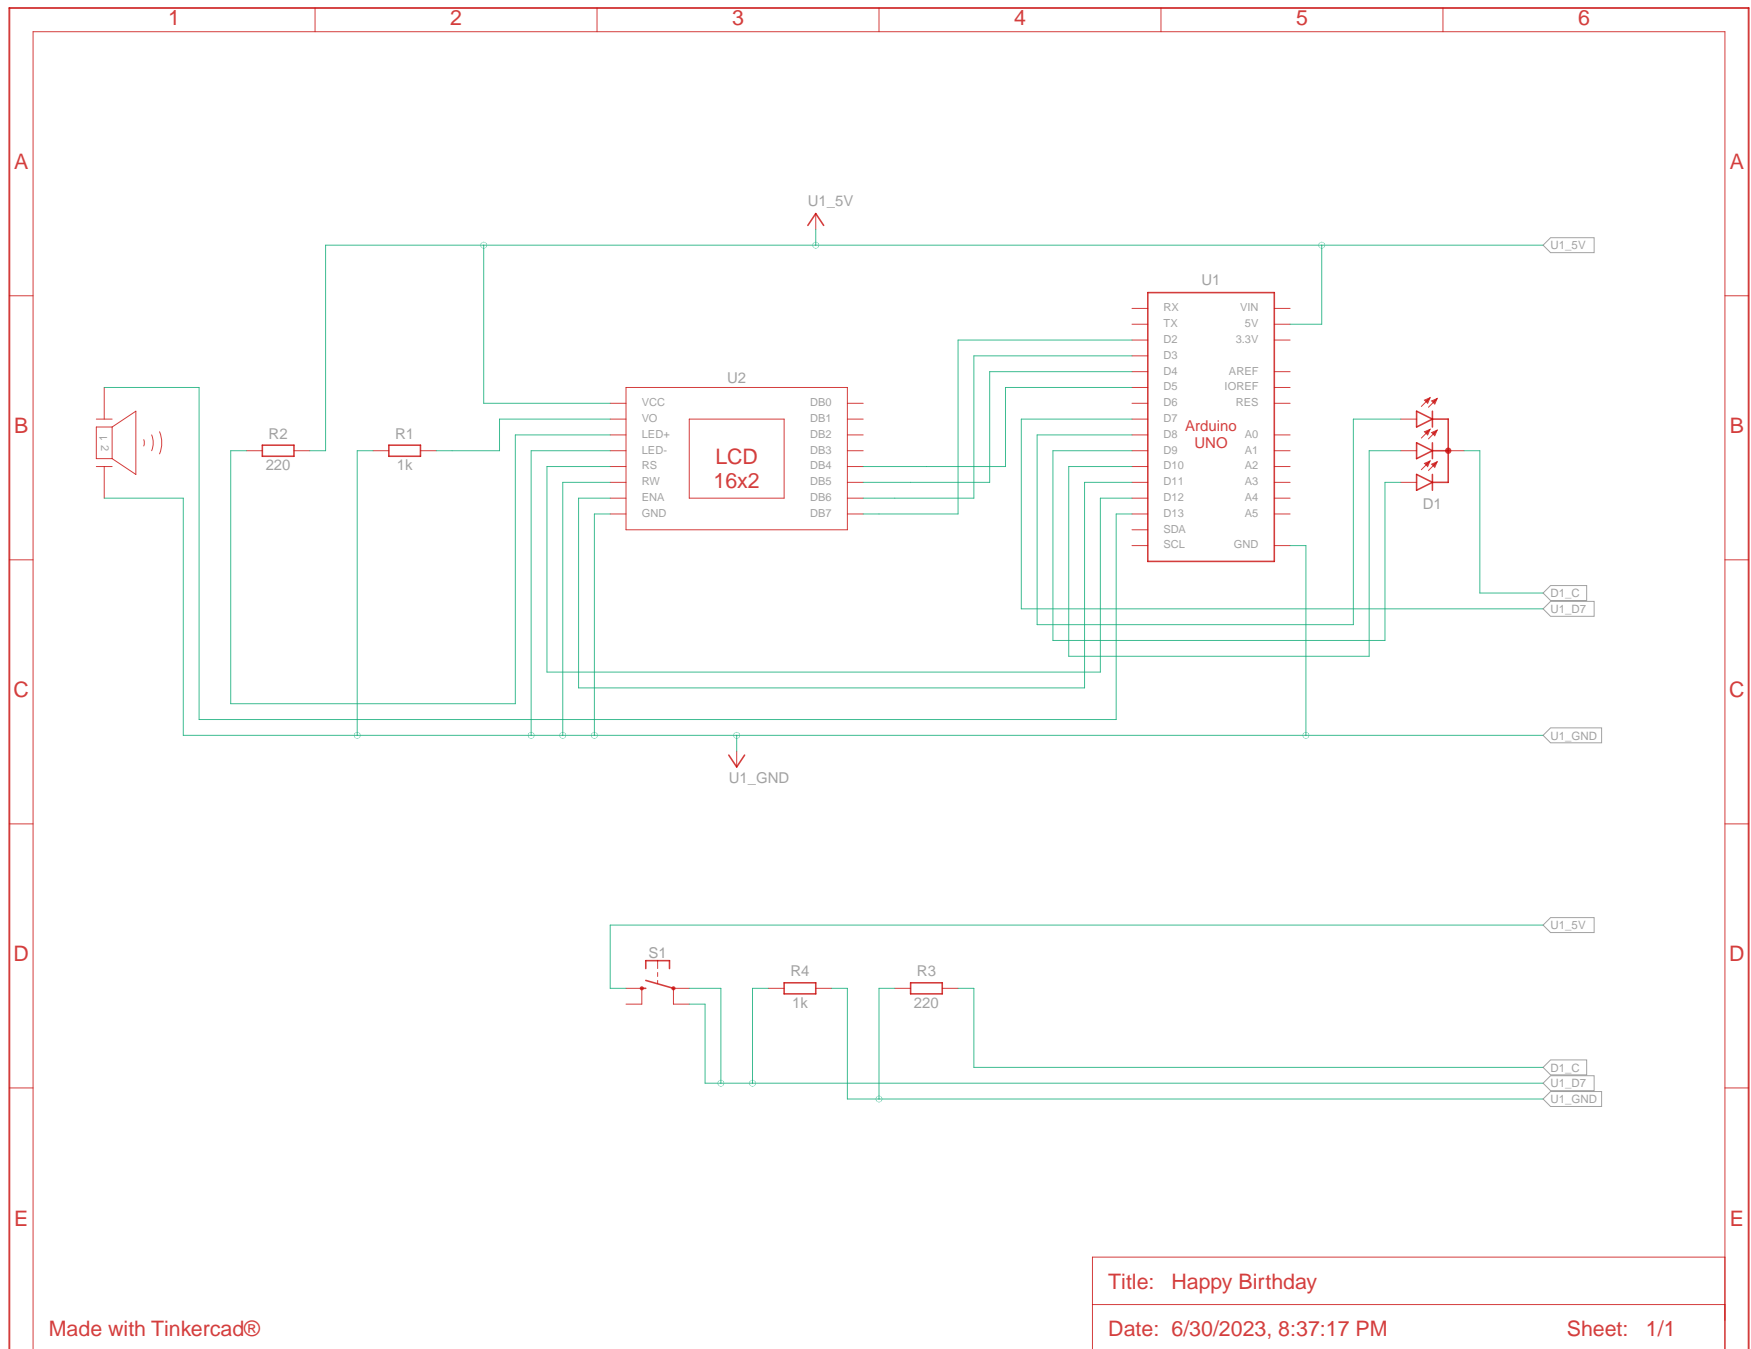 1 2 3 4 5 6
A A
U1_5V
U1_5V
U1
RX VIN
TX 5V
D2 3.3V
D3
D4 AREF
D5 IOREF
D6 RES
D7
Arduino
UNO
D8 A0
D9 A1
D10 A2
D11 A3
D12 A4
D13 A5
SDA
SCL GND
U2
VCC DB0
VO DB1
LED+ DB2
LED- DB3
RS DB4
RW DB5
ENA DB6
GND DB7
LCD
16x2
B B
1 2
R2
220
R1
1k
D1
D1_C
U1_D7
C C
U1_GND
U1_GND
U1_5V
D D
S1
R4
1k
R3
220
D1_C
U1_D7
U1_GND
E E
Title: Happy Birthday
Made with Tinkercad®
Date: 6/30/2023, 8:37:17 PM Sheet: 1/1